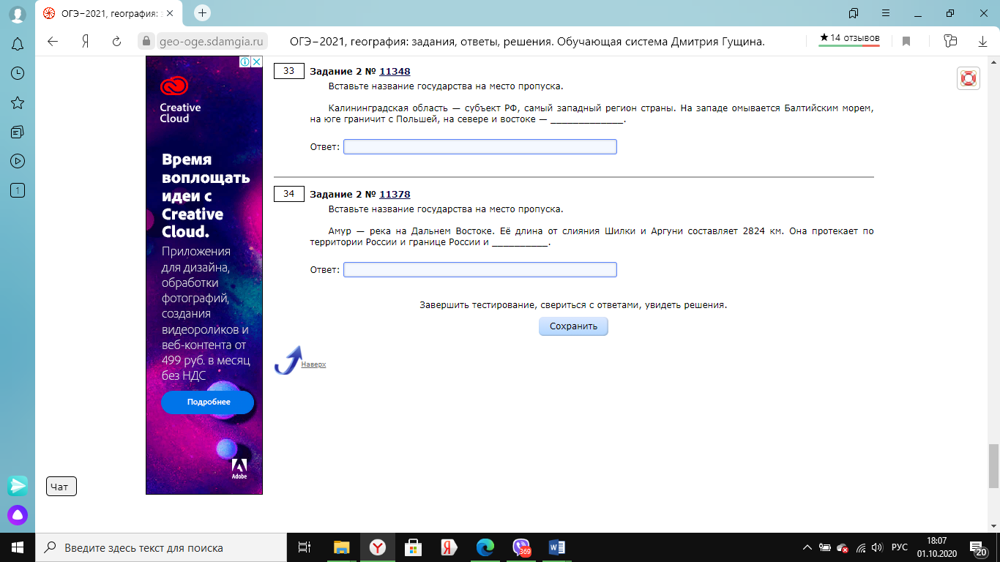 ОГЭ–2021, география: з
geo-oge.sdamgia.ru
ОГЭ–2021, география: задания, ответы, решения. Обучающая система Дмитрия Гущина.
★14 отзывов
1
Creative
Cloud
Время
воплощать
идеи с
Creative
Cloud.
Приложения
для дизайна,
обработки
фотографий,
создания
видеороликов и
веб-контента от
499 руб. в месяц
без НДС
Подробнее
Adobe
33
Задание 2 № 11348
Вставьте название государства на место пропуска.
Калининградская область — субъект РФ, самый западный регион страны. На западе омывается Балтийским морем,
на юге граничит с Польшей, на севере и востоке — _____________.
Ответ:
34
Задание 2 № 11378
Вставьте название государства на место пропуска.
Амур — река на Дальнем Востоке. Её длина от слияния Шилки и Аргуни составляет 2824 км. Она протекает по
территории России и границе России и __________.
Ответ:
Завершить тестирование, свериться с ответами, увидеть решения.
Сохранить
Наверх
Чат
Введите здесь текст для поиска
369
РУС
18:07
01.10.2020
20